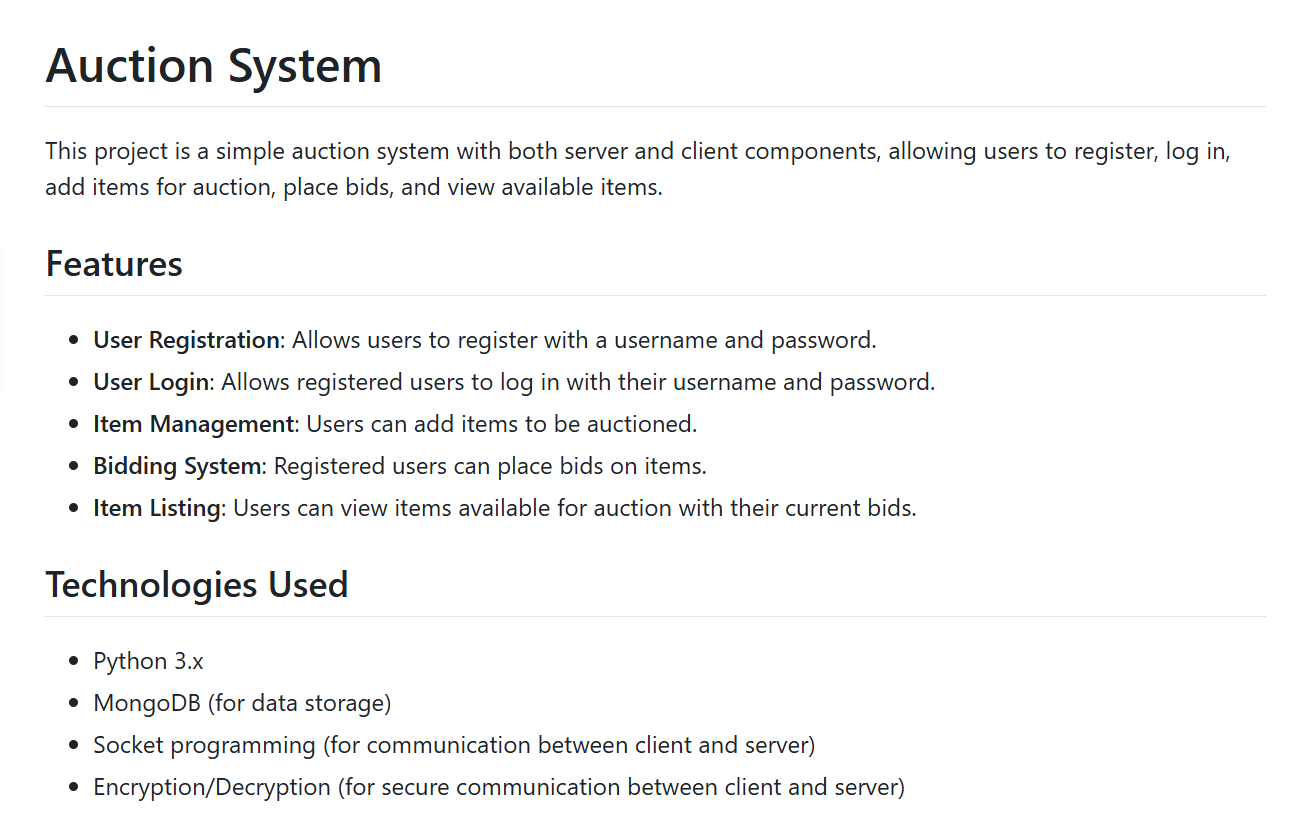 Auction System
This project is a simple auction system with both server and client components, allowing users to register, log in,
add items for auction, place bids, and view available items.
Features
• User Registration: Allows users to register with a username and password.
• User Login: Allows registered users to log in with their username and password.
• Item Management: Users can add items to be auctioned.
• Bidding System: Registered users can place bids on items.
• Item Listing: Users can view items available for auction with their current bids.
Technologies Used
• Python 3.x
• MongoDB (for data storage)
• Socket programming (for communication between client and server)
• Encryption/Decryption (for secure communication between client and server)